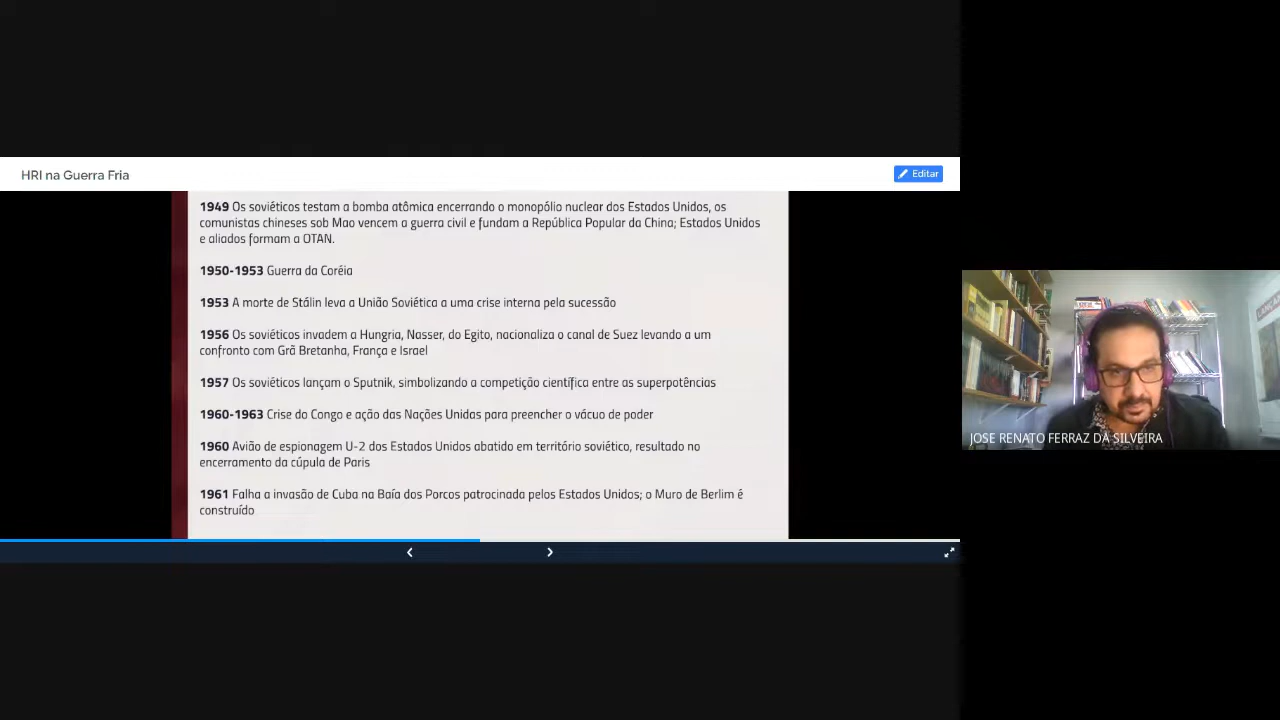 HRI na Guerra Fria
Editar
1949 Os soviéticos testam a bomba atômica encerrando o monopólio nuclear dos Estados Unidos, os
comunistas chineses sob Mao vencem a guerra civil e fundam a República Popular da China; Estados Unidos
e aliados formam a OTAN.
1950-1953 Guerra da Coréia
1953 A morte de Stálin leva a União Soviética a uma crise interna pela sucessão
1956 Os soviéticos invadem a Hungria, Nasser, do Egito, nocionaliza o canal de Suez levando a um
confronto com Grã Bretanha, França e Israel
1957 Os soviéticos lançam o Sputnik, simbolizando a competição científica entre as superpotências
1960-1963 Crise do Congo e ação das Nações Unidas para preencher o vácuo de poder
1960 Avião de espionagem U-2 dos Estados Unidos abatido em território soviético, resultado no
encerramento da cúpula de Paris
1961 Falha a invasão de Cuba na Baía dos Porcos patrocinada pelos Estados Unidos; o Muro de Berlim é
construído
JOSE RENATO FERRAZ DA SILVEIRA